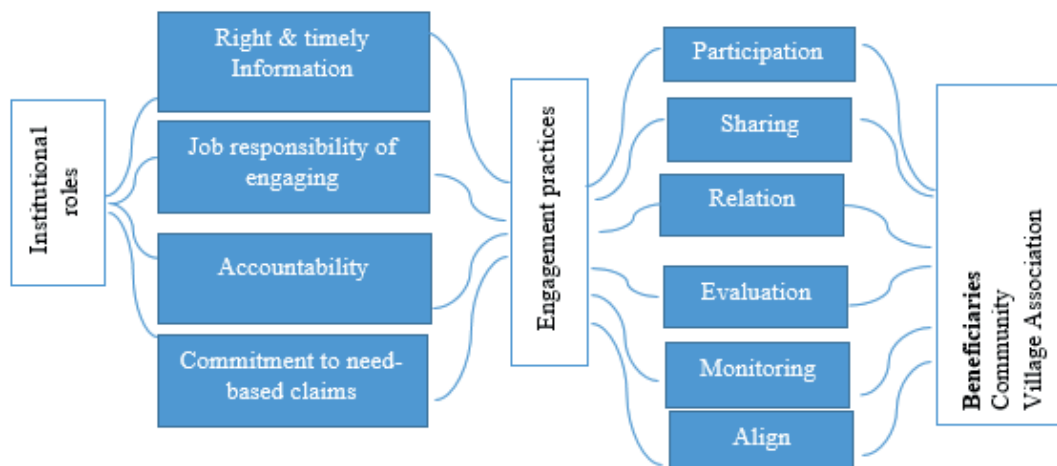 Institutional
roles
Right & timely
Information
Job responsibility of
engaging
Accountability
Commitment to need-
based claims
Engagement practices
Participation
Sharing
Relation
Evaluation
Monitoring
Align
Beneficiaries
Community
Village Association